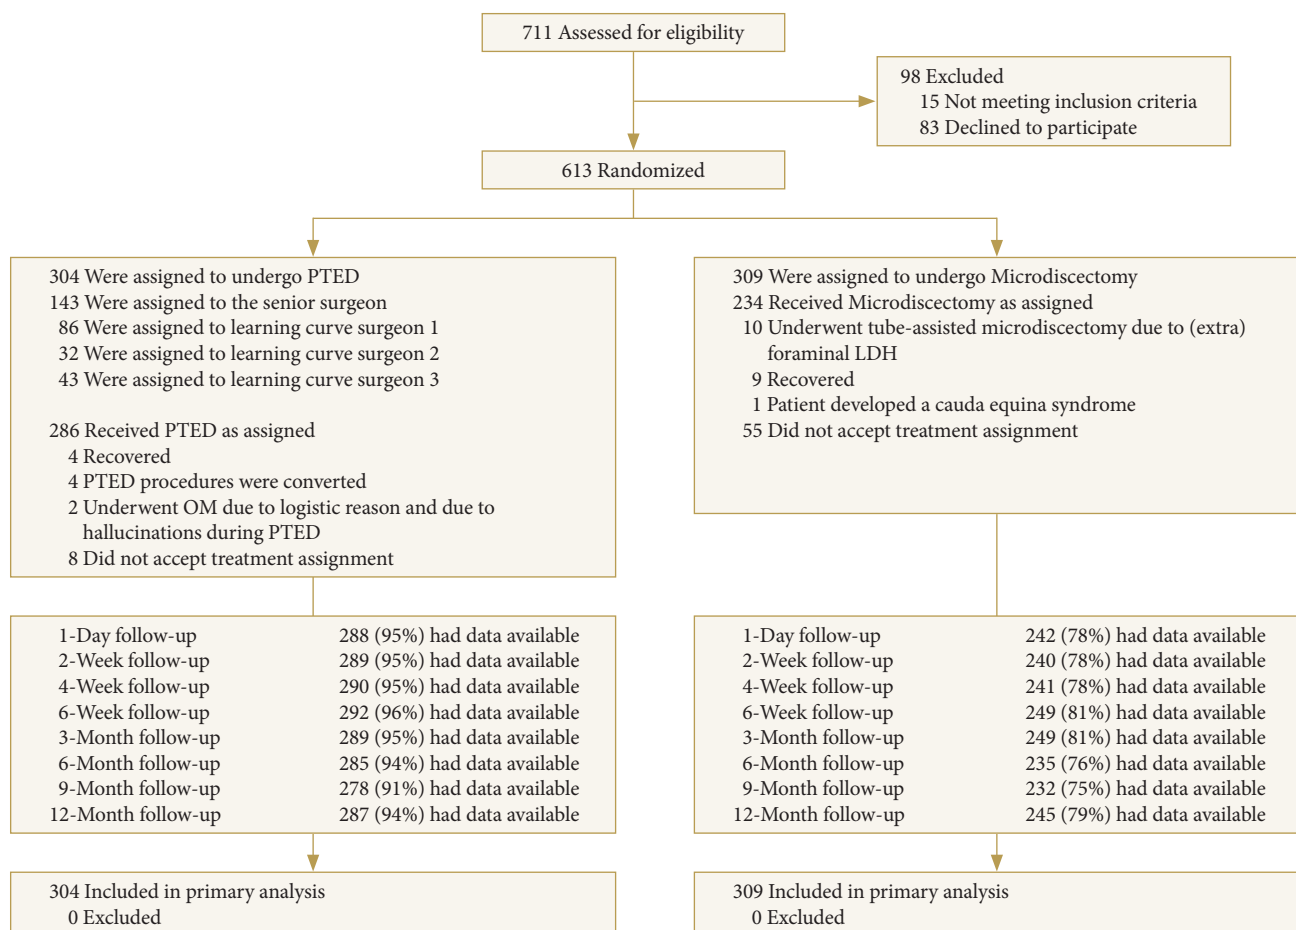 711 Assessed for eligibility
98 Excluded
15 Not meeting inclusion criteria
83 Declined to participate
613 Randomized
304 Were assigned to undergo PTED
143 Were assigned to the senior surgeon
86 Were assigned to learning curve surgeon 1
32 Were assigned to learning curve surgeon 2
43 Were assigned to learning curve surgeon 3
286 Received PTED as assigned
4 Recovered
4 PTED procedures were converted
2 Underwent OM due to logistic reason and due to
hallucinations during PTED
8 Did not accept treatment assignment
309 Were assigned to undergo Microdiscectomy
234 Received Microdiscectomy as assigned
10 Underwent tube-assisted microdiscectomy due to (extra)
foraminal LDH
9 Recovered
1 Patient developed a cauda equina syndrome
55 Did not accept treatment assignment
1-Day follow-up 288 (95%) had data available
2-Week follow-up 289 (95%) had data available
4-Week follow-up 290 (95%) had data available
6-Week follow-up 292 (96%) had data available
3-Month follow-up 289 (95%) had data available
6-Month follow-up 285 (94%) had data available
9-Month follow-up 278 (91%) had data available
12-Month follow-up 287 (94%) had data available
1-Day follow-up 242 (78%) had data available
2-Week follow-up 240 (78%) had data available
4-Week follow-up 241 (78%) had data available
6-Week follow-up 249 (81%) had data available
3-Month follow-up 249 (81%) had data available
6-Month follow-up 235 (76%) had data available
9-Month follow-up 232 (75%) had data available
12-Month follow-up 245 (79%) had data available
304 Included in primary analysis
0 Excluded
309 Included in primary analysis
0 Excluded